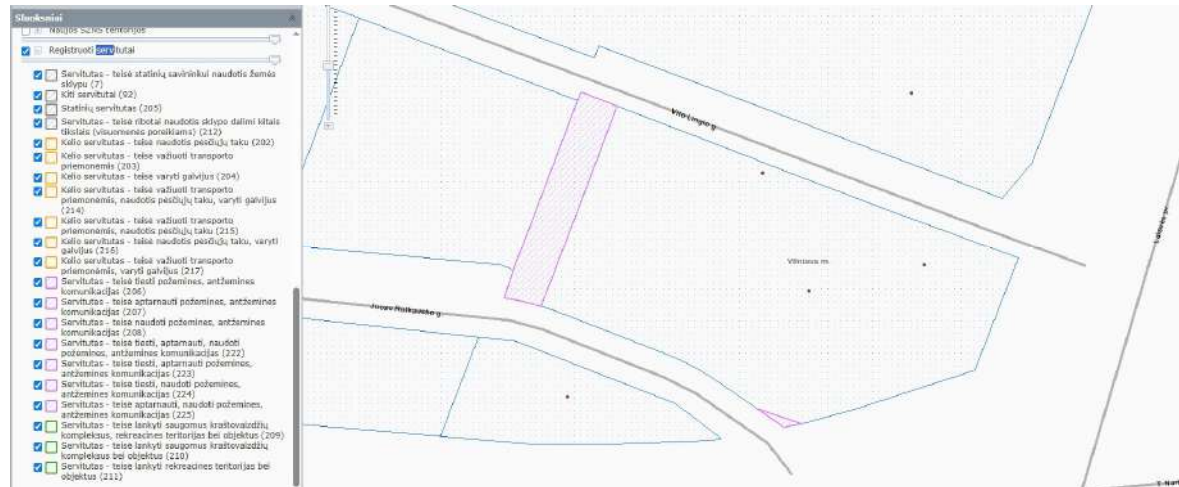 Sluoksniai
Naujos SŽNS teritorijos
Registruoti servitutai
Servitutas - teisė statinių savininkui naudotis žemės
sklypu (7)
Kiti servitutai (92)
Statinių servitutas (205)
Servitutas - teisė ribotai naudotis sklypo dalimi kitais
tikslais (visuomenės poreikiams) (212)
Kelio servitutas - teisė naudotis pėsčiųjų taku (202)
Kelio servitutas - teisė važiuoti transporto
priemonėmis (203)
Kelio servitutas - teisė varyti galvijus (204)
Kelio servitutas - teisė važiuoti transporto
priemonėmis, naudotis pėsčiųjų taku, varyti galvijus
(214)
Kelio servitutas - teisė važiuoti transporto
priemonėmis, naudotis pėsčiųjų taku (215)
Kelio servitutas - teisė naudotis pėsčiųjų taku, varyti
galvijus (216)
Kelio servitutas - teisė važiuoti transporto
priemonėmis, varyti galvijus (217)
Servitutas - teisė tiesti požemines, antžemines
komunikacijas (206)
Servitutas - teisė aptarnauti požemines, antžemines
komunikacijas (207)
Servitutas - teisė naudoti požemines, antžemines
komunikacijas (208)
Servitutas - teisė tiesti, aptarnauti, naudoti
požemines, antžemines komunikacijas (222)
Servitutas - teisė tiesti, aptarnauti požemines,
antžemines komunikacijas (223)
Servitutas - teisė tiesti, naudoti požemines,
antžemines komunikacijas (224)
Servitutas - teisė aptarnauti, naudoti požemines,
antžemines komunikacijas (225)
Servitutas - teisė lankyti saugomus kraštovaizdžių
kompleksus, rekreacines teritorijas bei objektus (209)
Servitutas - teisė lankyti saugomus kraštovaizdžių
kompleksus bei objektus (210)
Servitutas - teisė lankyti rekreacines teritorijas bei
objektus (211)
Vito Lingio g.
Vilniaus m.